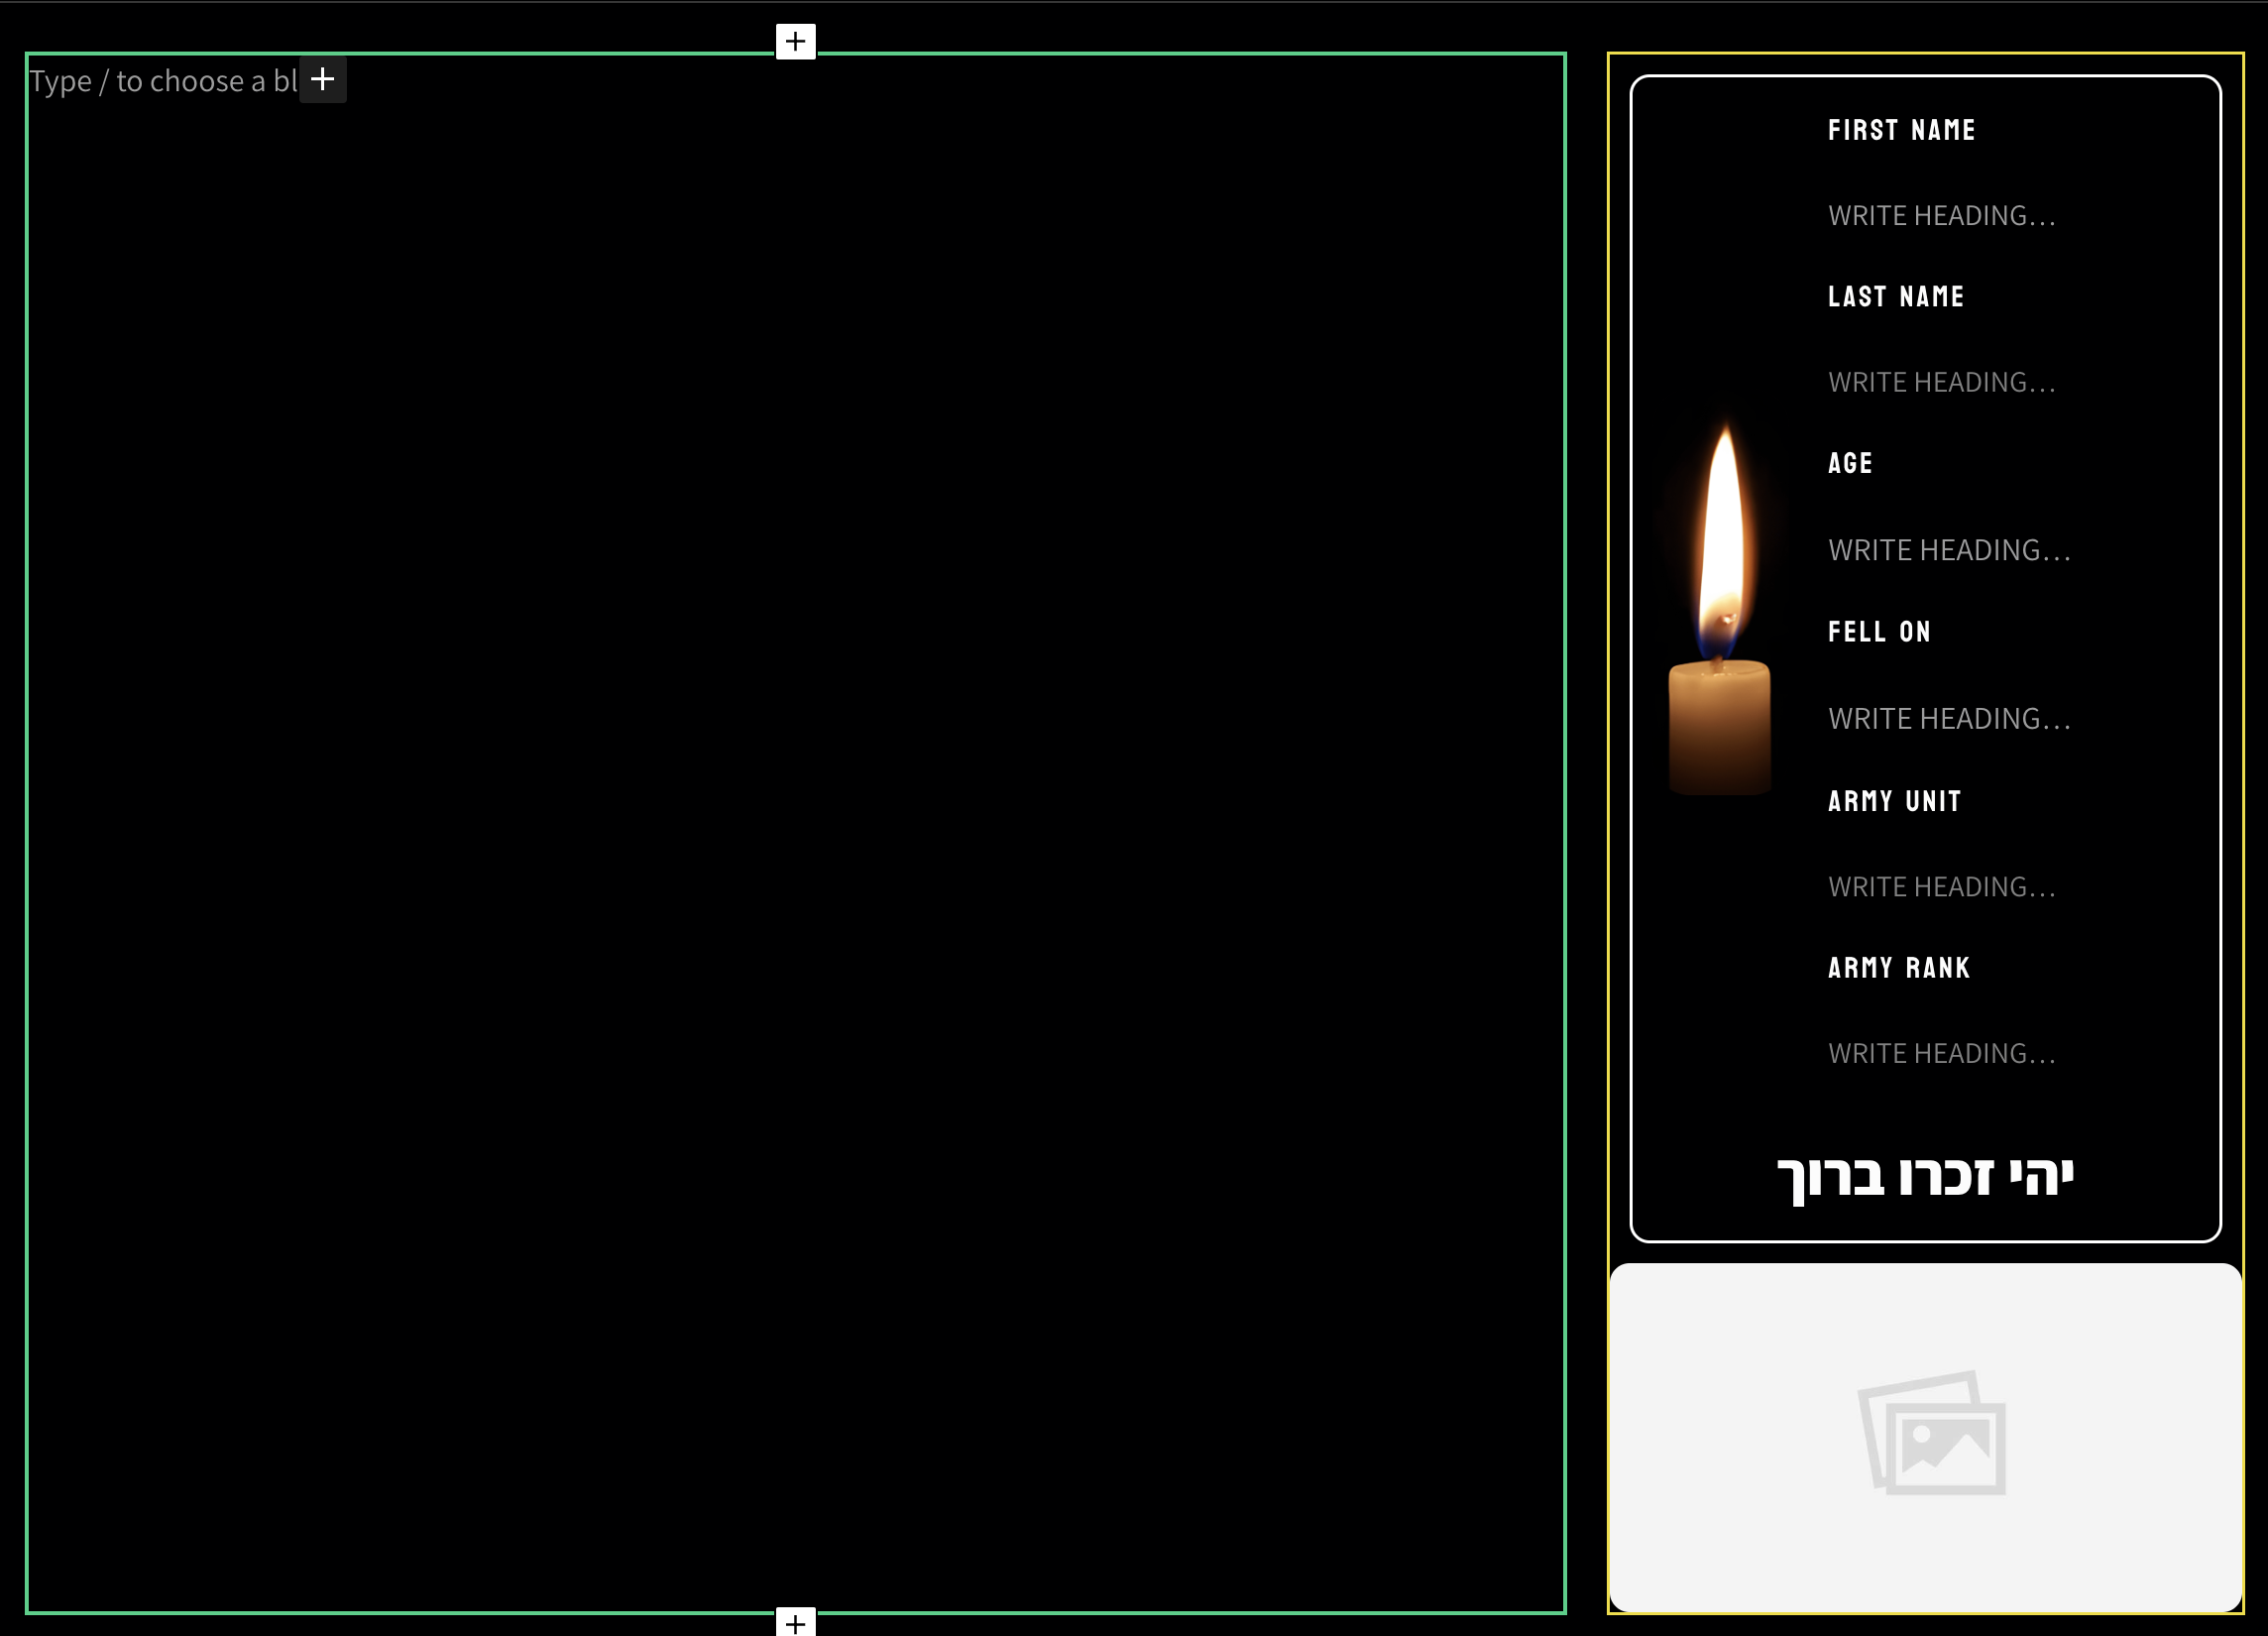 Type / to choose a bl
FIRST NAME
WRITE HEADING...
LAST NAME
WRITE HEADING...
AGE
WRITE HEADING...
FELL ON
WRITE HEADING...
ARMY UNIT
WRITE HEADING...
ARMY RANK
WRITE HEADING...
יהי זכרו ברוך